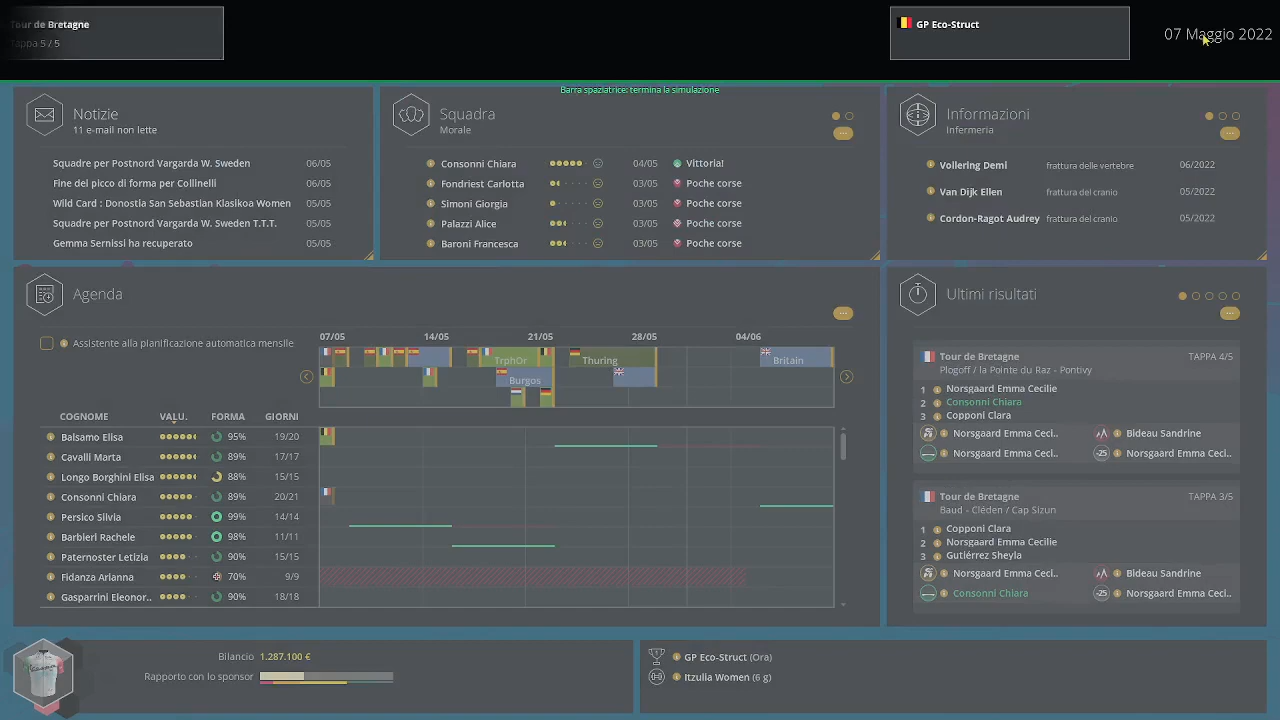 Tour de Bretagne
Tappa 5 / 5
GP Eco-Struct
07 Maggio 2022
Barra spaziatrice: termina la simulazione
Notizie
11 e-mail non lette
Squadre per Postnord Vargarda W. Sweden 06/05
Fine del picco di forma per Collinelli 06/05
Wild Card : Donostia San Sebastian Klasikoa Women 05/05
Squadre per Postnord Vargarda W. Sweden T.T.T. 05/05
Gemma Sernissi ha recuperato 05/05
Squadra
Morale
Consonni Chiara 04/05 Vittoria!
Fondriest Carlotta 03/05 Poche corse
Simoni Giorgia 03/05 Poche corse
Palazzi Alice 03/05 Poche corse
Baroni Francesca 03/05 Poche corse
Informazioni
Infermeria
Vollering Demi frattura delle vertebre 06/2022
Van Dijk Ellen frattura del cranio 05/2022
Cordon-Ragot Audrey frattura del cranio 05/2022
Agenda
Assistente alla planificazione automatica mensile
07/05 14/05 21/05 28/05 04/06
TrphOr Thuring Britain
Burgos
COGNOME VALU. FORMA GIORNI
Balsamo Elisa 95% 19/20
Cavalli Marta 89% 17/17
Longo Borghini Elisa 88% 15/15
Consonni Chiara 89% 20/21
Persico Silvia 99% 14/14
Barbieri Rachele 98% 11/11
Paternoster Letizia 90% 15/15
Fidanza Arianna 70% 9/9
Gasparrini Eleonor.. 90% 18/18
Ultimi risultati
Tour de Bretagne TAPPA 4/5
Plogoff / la Pointe du Raz - Pontivy
1 Norsgaard Emma Cecilie
2 Consonni Chiara
3 Copponi Clara
Norsgaard Emma Ceci.. Bideau Sandrine
Norsgaard Emma Ceci.. -25 Norsgaard Emma Ceci..
Tour de Bretagne TAPPA 3/5
Baud - Cléden / Cap Sizun
1 Copponi Clara
2 Norsgaard Emma Cecilie
3 Gutiérrez Sheyla
Norsgaard Emma Ceci.. Bideau Sandrine
Consonni Chiara -25 Norsgaard Emma Ceci..
Bilancio 1.287.100 €
Rapporto con lo sponsor
GP Eco-Struct (Ora)
Itzulia Women (6 g)